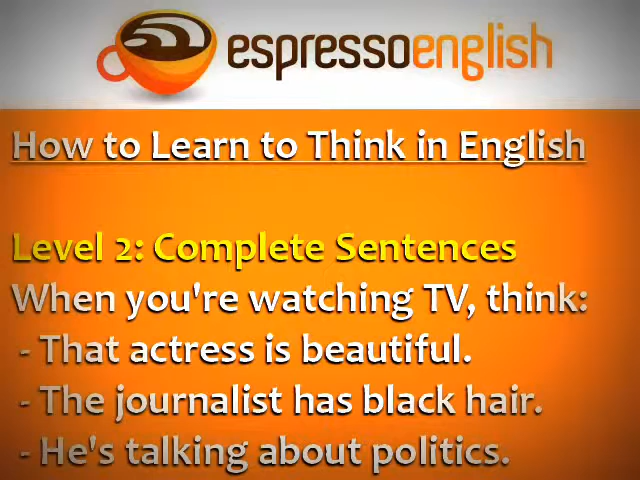 espressoenglish
How to Learn to Think in English
Level 2: Complete Sentences
When you're watching TV, think:
- That actress is beautiful.
- The journalist has black hair.
- He's talking about politics.